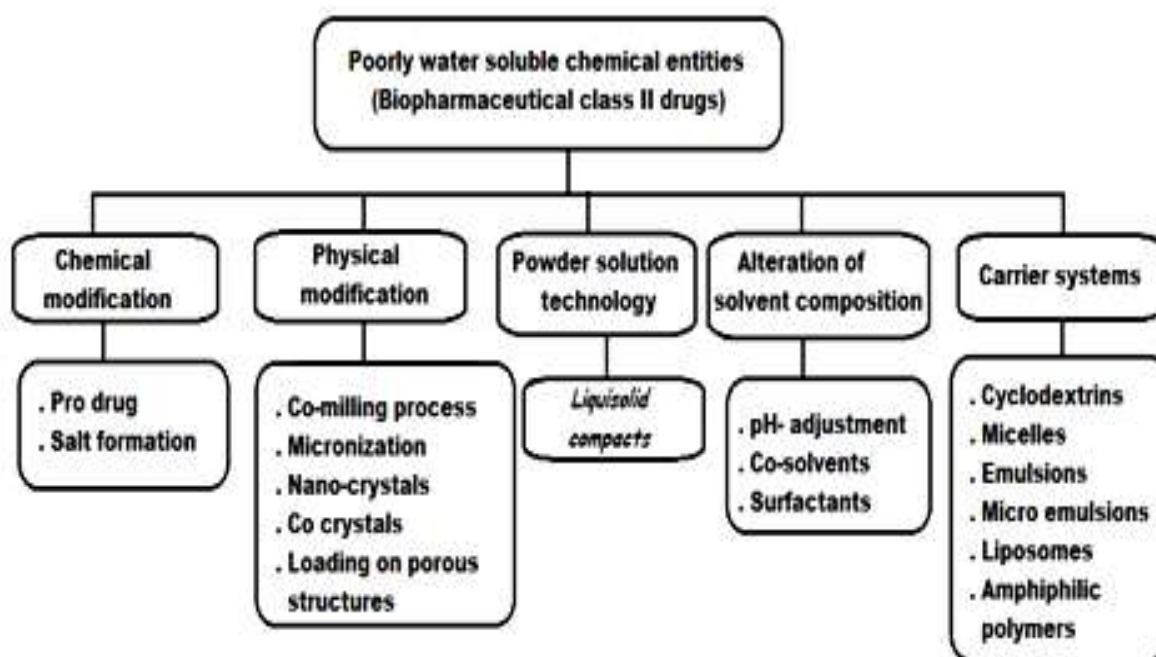 Poorly water soluble chemical entities
(Biopharmaceutical class II drugs)
Chemical
modification
Physical
modification
Powder solution
technology
Alteration of
solvent composition
Carrier systems
. Pro drug
. Salt formation
. Co-milling process
. Micronization
. Nano-crystals
. Co crystals
. Loading on porous
structures
Liquisolid
compacts
. pH- adjustment
. Co-solvents
. Surfactants
. Cyclodextrins
. Micelles
. Emulsions
. Micro emulsions
. Liposomes
. Amphiphilic
polymers